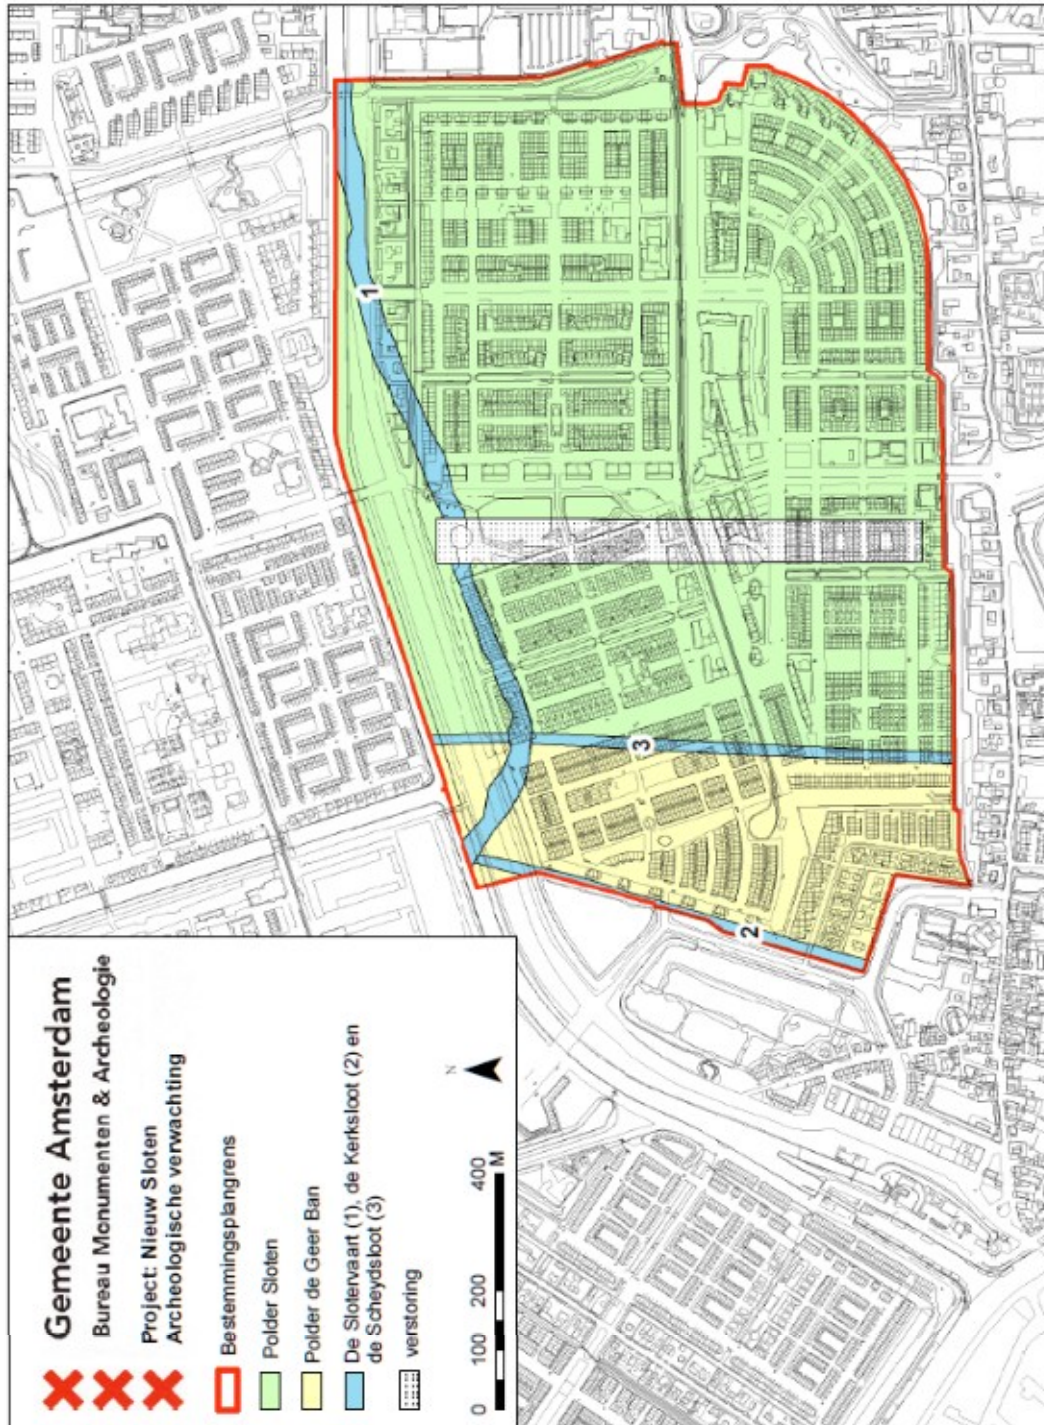 Gemeente Amsterdam
Bureau Monumenten & Archeologie
Project: Nieuw Sloten
Archeologische verwachting
Bestemmingsplangrens
Polder Sloten
Polder de Geer Ban
De Slotervaart (1), de Kerksloot (2) en
de Scheydsloot (3)
verstoring
N
0 100 200 400
M
1
2
3